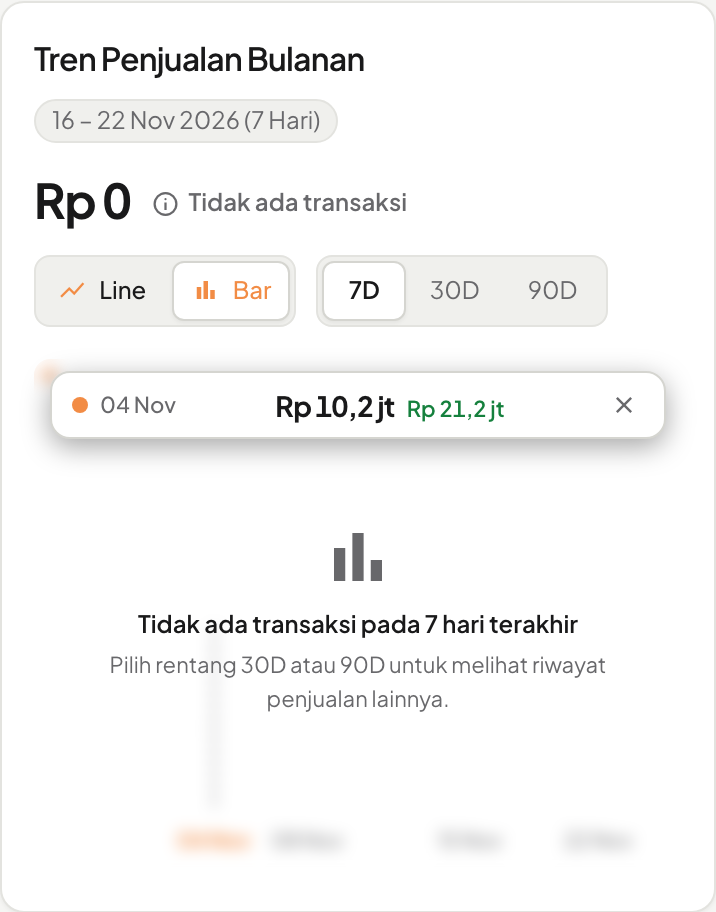 Tren Penjualan Bulanan
16 – 22 Nov 2026 (7 Hari)
Rp 0 Tidak ada transaksi
Line Bar 7D 30D 90D
04 Nov Rp 10,2 jt Rp 21,2 jt
Tidak ada transaksi pada 7 hari terakhir
Pilih rentang 30D atau 90D untuk melihat riwayat
penjualan lainnya.